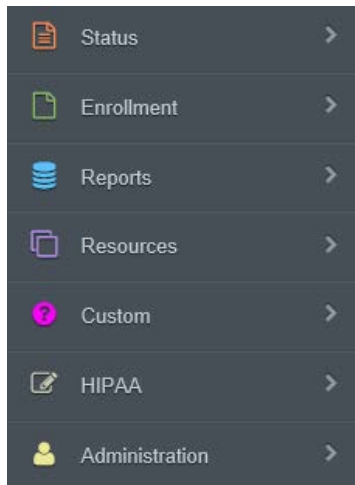 Status
Enrollment
Reports
Resources
Custom
HIPAA
Administration